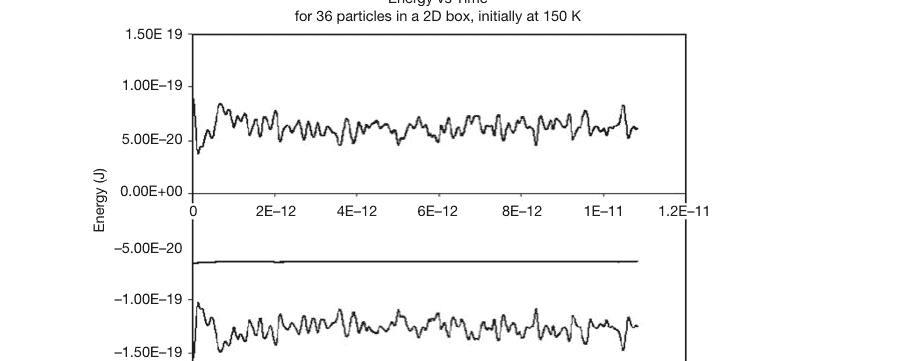 Energy vs Time
for 36 particles in a 2D box, initially at 150 K
1.50E 19
1.00E–19
5.00E–20
0.00E+00
0 2E–12 4E–12 6E–12 8E–12 1E–11 1.2E–11
Energy (J)
–5.00E–20
–1.00E–19
–1.50E–19